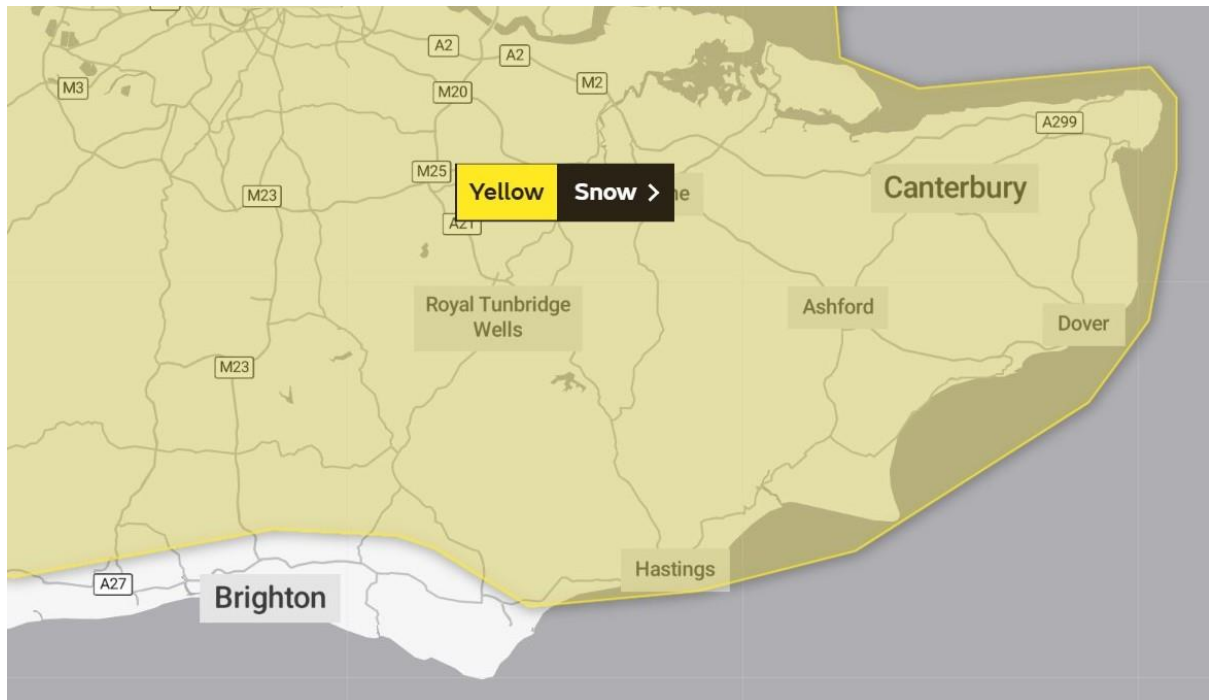 A2
A2
M3
M20
M2
A299
M25
Yellow Snow >
Canterbury
M23
A21
Royal Tunbridge
Wells
Ashford
Dover
M23
Hastings
A27
Brighton